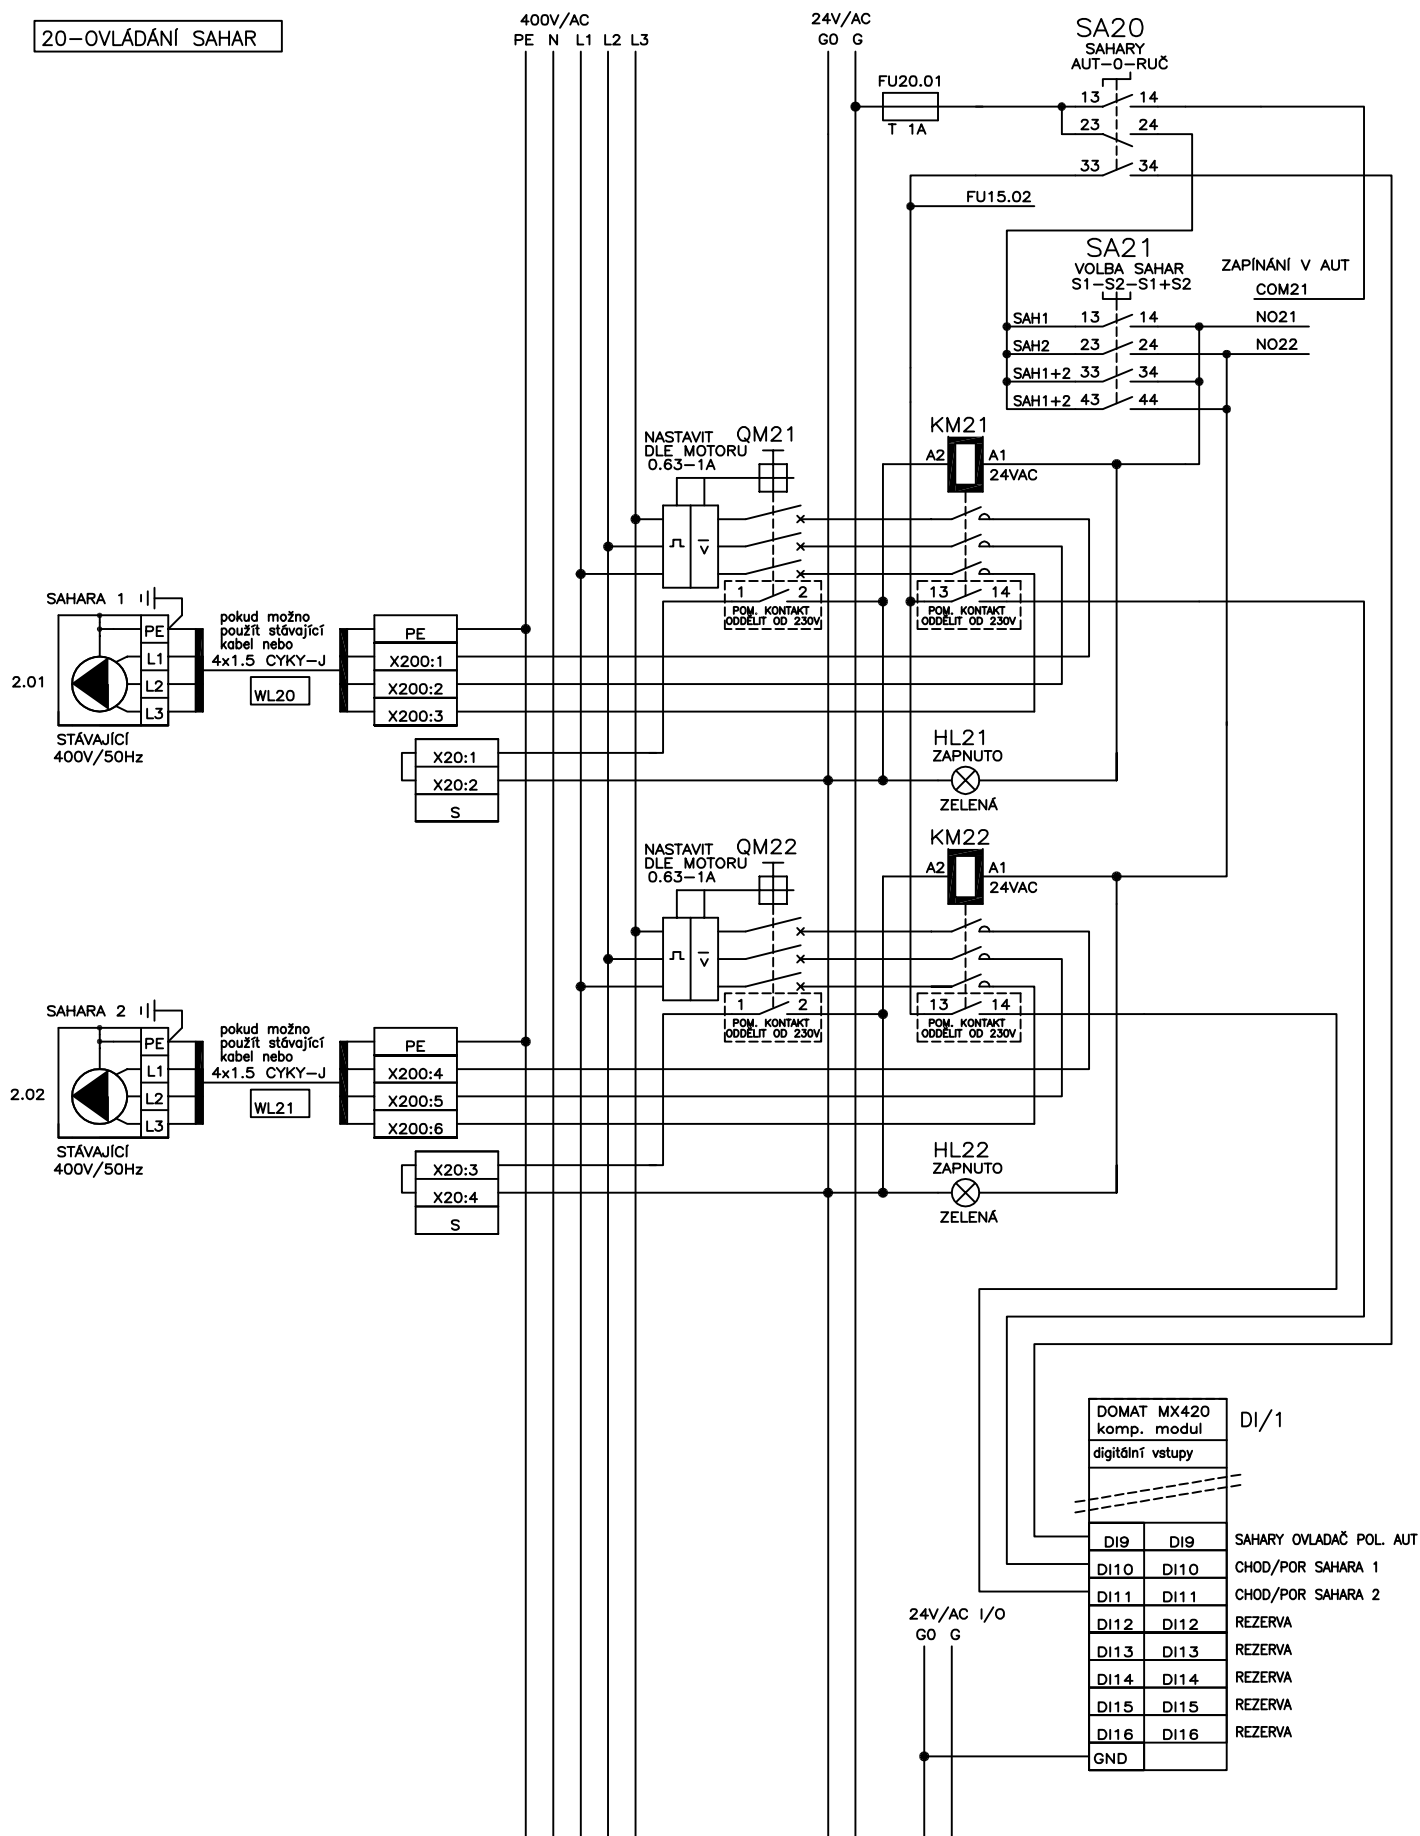 20-OVLÁDÁNÍ SAHAR
400V/AC
PE N L1 L2 L3
24V/AC
G0 G
SA20
SAHARY
AUT-0-RUČ
FU20.01
T 1A
13 14
23 24
33 34
FU15.02
SA21
VOLBA SAHAR
S1-S2-S1+S2
ZAPÍNÁNÍ V AUT
COM21
SAH1 13 14 NO21
SAH2 23 24 NO22
SAH1+2 33 34
SAH1+2 43 44
NASTAVIT
DLE MOTORU
0.63-1A
QM21
KM21
A2 A1
24VAC
1 2
POM. KONTAKT
ODDĚLIT OD 230V
13 14
POM. KONTAKT
ODDĚLIT OD 230V
SAHARA 1
PE
L1
L2
L3
2.01
STÁVAJÍCÍ
400V/50Hz
pokud možno
použít stávající
kabel nebo
4x1.5 CYKY-J
WL20
PE
X200:1
X200:2
X200:3
X20:1
X20:2
S
HL21
ZAPNUTO
ZELENÁ
NASTAVIT
DLE MOTORU
0.63-1A
QM22
KM22
A2 A1
24VAC
1 2
POM. KONTAKT
ODDĚLIT OD 230V
13 14
POM. KONTAKT
ODDĚLIT OD 230V
SAHARA 2
PE
L1
L2
L3
2.02
STÁVAJÍCÍ
400V/50Hz
pokud možno
použít stávající
kabel nebo
4x1.5 CYKY-J
WL21
PE
X200:4
X200:5
X200:6
X20:3
X20:4
S
HL22
ZAPNUTO
ZELENÁ
DOMAT MX420
komp. modul
DI/1
digitální vstupy
DI9 DI9 SAHARY OVLADAČ POL. AUT
DI10 DI10 CHOD/POR SAHARA 1
DI11 DI11 CHOD/POR SAHARA 2
DI12 DI12 REZERVA
DI13 DI13 REZERVA
DI14 DI14 REZERVA
DI15 DI15 REZERVA
DI16 DI16 REZERVA
GND
24V/AC I/O
G0 G